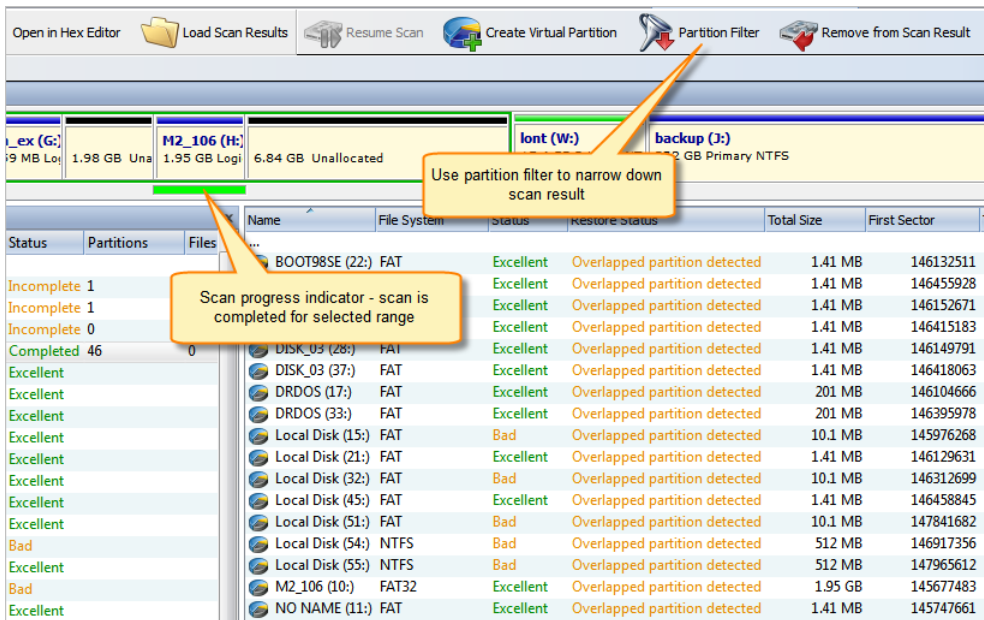 Open in Hex Editor Load Scan Results Resume Scan Create Virtual Partition Partition Filter Remove from Scan Result
_ex (G:) M2_106 (H:) lont (W:) backup (J:)
59 MB Log 1.98 GB Una 1.95 GB Logi 6.84 GB Unallocated GB Primary NTFS
Use partition filter to narrow down
scan result
Name File System Status Restore Status Total Size First Sector
Status Partitions Files ...
BOOT98SE (22:) FAT Excellent Overlapped partition detected 1.41 MB 146132511
Incomplete 1 Excellent Overlapped partition detected 1.41 MB 146455928
Incomplete 1 Excellent Overlapped partition detected 1.41 MB 146152671
Incomplete 0 Excellent Overlapped partition detected 1.41 MB 146415183
Scan progress indicator - scan is
completed for selected range
Completed 46 0 DISK_03 (28:) FAT Excellent Overlapped partition detected 1.41 MB 146149791
Excellent DISK_03 (37:) FAT Excellent Overlapped partition detected 1.41 MB 146418063
Excellent DRDOS (17:) FAT Excellent Overlapped partition detected 201 MB 146104666
Excellent DRDOS (33:) FAT Excellent Overlapped partition detected 201 MB 146395978
Excellent Local Disk (15:) FAT Bad Overlapped partition detected 10.1 MB 145976268
Excellent Local Disk (21:) FAT Excellent Overlapped partition detected 1.41 MB 146129631
Excellent Local Disk (32:) FAT Bad Overlapped partition detected 10.1 MB 146312699
Excellent Local Disk (45:) FAT Excellent Overlapped partition detected 1.41 MB 146458845
Excellent Local Disk (51:) FAT Bad Overlapped partition detected 10.1 MB 147841682
Bad Local Disk (54:) NTFS Bad Overlapped partition detected 512 MB 146917356
Excellent Local Disk (55:) NTFS Bad Overlapped partition detected 512 MB 147965612
Bad M2_106 (10:) FAT32 Excellent Overlapped partition detected 1.95 GB 145677483
Excellent NO NAME (11:) FAT Excellent Overlapped partition detected 1.41 MB 145747661